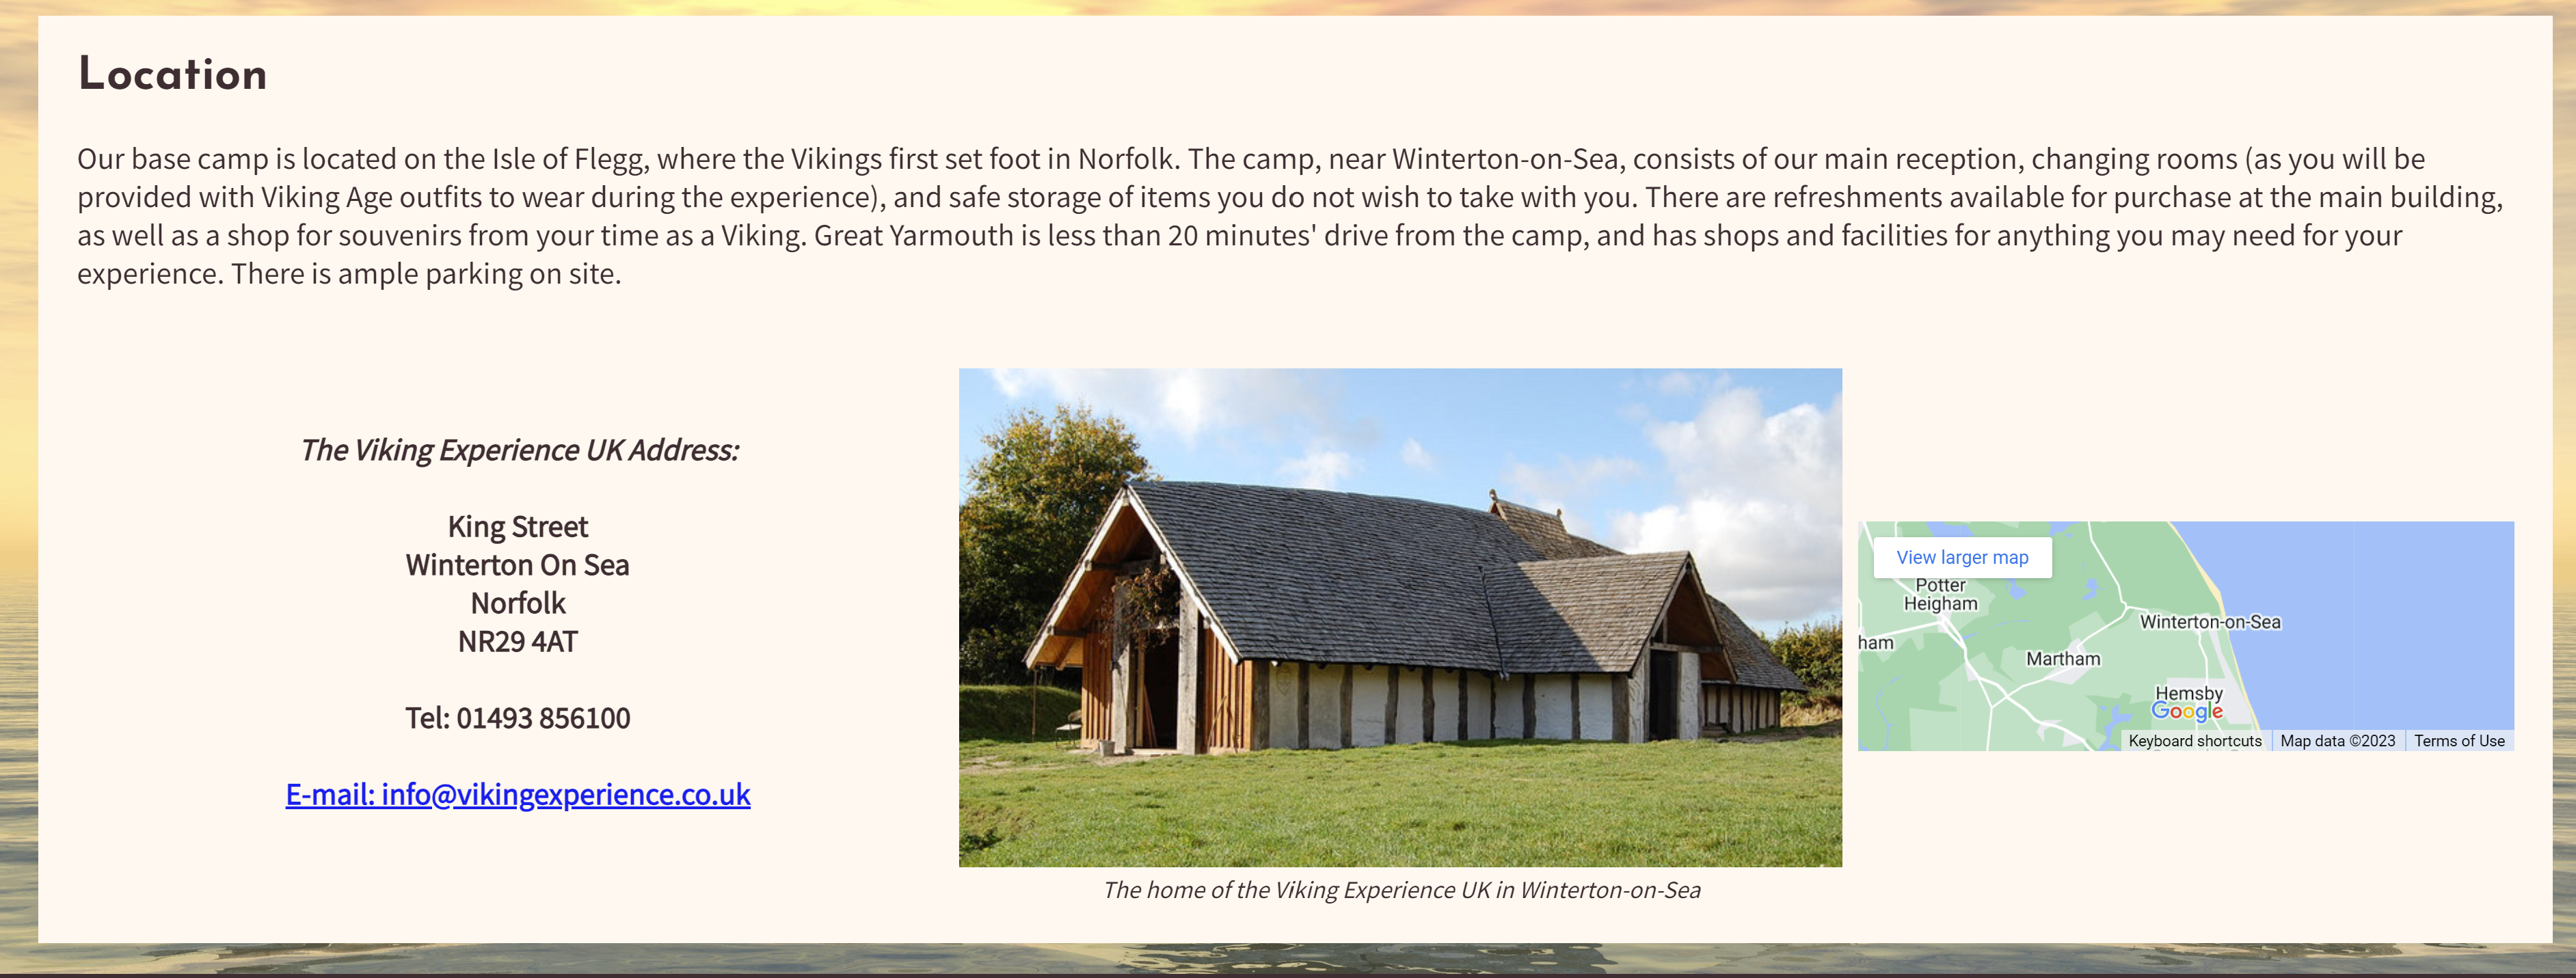 Location
Our base camp is located on the Isle of Flegg, where the Vikings first set foot in Norfolk. The camp, near Winterton-on-Sea, consists of our main reception, changing rooms (as you will be
provided with Viking Age outfits to wear during the experience), and safe storage of items you do not wish to take with you. There are refreshments available for purchase at the main building,
as well as a shop for souvenirs from your time as a Viking. Great Yarmouth is less than 20 minutes' drive from the camp, and has shops and facilities for anything you may need for your
experience. There is ample parking on site.
The Viking Experience UK Address:
King Street
Winterton On Sea
Norfolk
NR29 4AT
Tel: 01493 856100
E-mail: info@vikingexperience.co.uk
The home of the Viking Experience UK in Winterton-on-Sea
View larger map
Potter
Heigham
Winterton-on-Sea
ham
Martham
Hemsby
Google
Keyboard shortcuts
Map data ©2023
Terms of Use